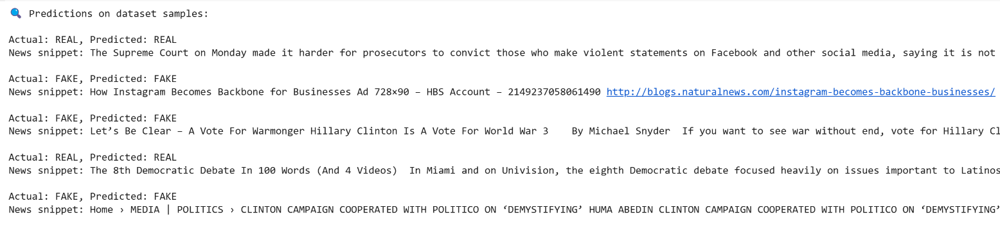 🔍 Predictions on dataset samples:
Actual: REAL, Predicted: REAL
News snippet: The Supreme Court on Monday made it harder for prosecutors to convict those who make violent statements on Facebook and other social media, saying it is not
Actual: FAKE, Predicted: FAKE
News snippet: How Instagram Becomes Backbone for Businesses Ad 728×90 – HBS Account – 2149237058061490 http://blogs.naturalnews.com/instagram-becomes-backbone-businesses/
Actual: FAKE, Predicted: FAKE
News snippet: Let’s Be Clear – A Vote For Warmonger Hillary Clinton Is A Vote For World War 3    By Michael Snyder  If you want to see war without end, vote for Hillary Cl
Actual: REAL, Predicted: REAL
News snippet: The 8th Democratic Debate In 100 Words (And 4 Videos)  In Miami and on Univision, the eighth Democratic debate focused heavily on issues important to Latinos
Actual: FAKE, Predicted: FAKE
News snippet: Home › MEDIA | POLITICS › CLINTON CAMPAIGN COOPERATED WITH POLITICO ON ‘DEMYSTIFYING’ HUMA ABEDIN CLINTON CAMPAIGN COOPERATED WITH POLITICO ON ‘DEMYSTIFYING’